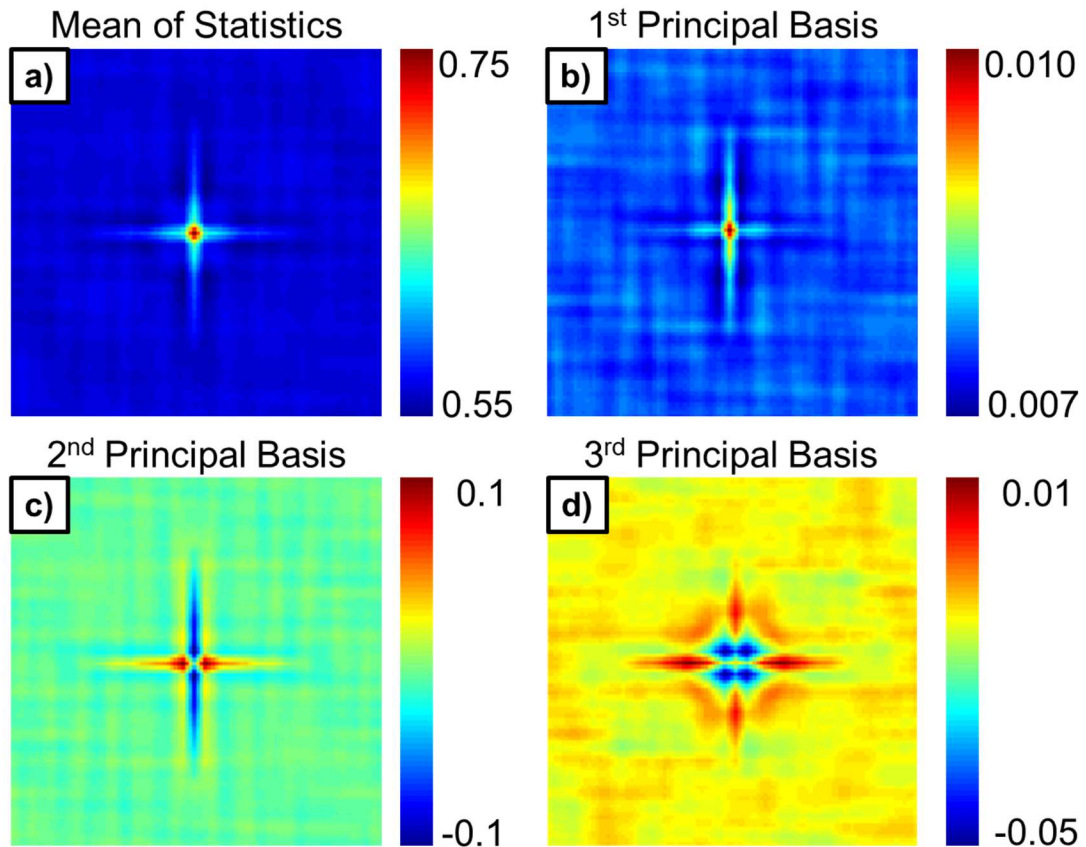 Mean of Statistics
1st Principal Basis
a)
0.75
0.55
b)
0.010
0.007
2nd Principal Basis
3rd Principal Basis
c)
0.1
-0.1
d)
0.01
-0.05